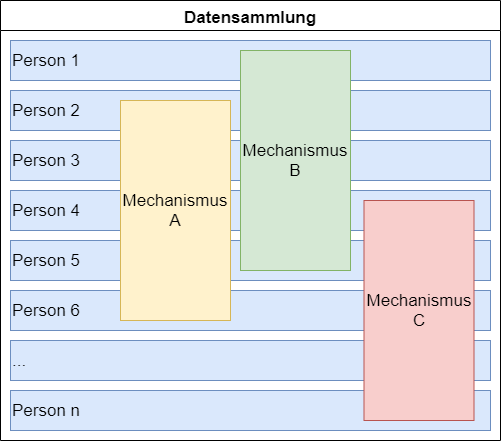 Datensammlung
Person 1
Person 2
Person 3
Person 4
Person 5
Person 6
...
Person n
Mechanismus
A
Mechanismus
B
Mechanismus
C